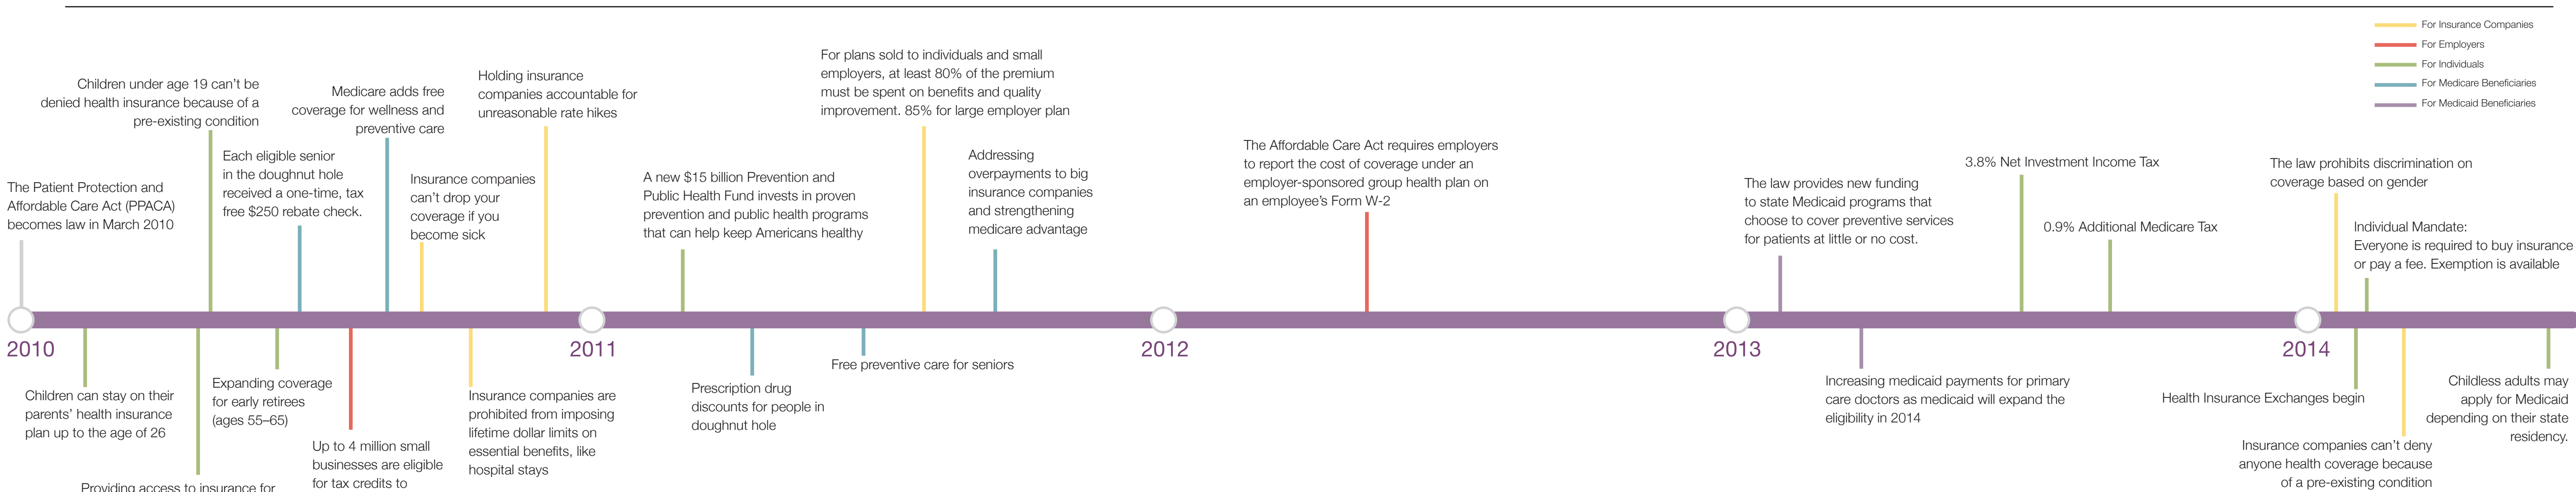 For Insurance Companies
For Employers
For Individuals
For Medicare Beneficiaries
For Medicaid Beneficiaries
The Patient Protection and
Affordable Care Act (PPACA)
becomes law in March 2010
Children under age 19 can't be
denied health insurance because of a
pre-existing condition
Each eligible senior
in the doughnut hole
received a one-time, tax
free $250 rebate check.
Medicare adds free
coverage for wellness and
preventive care
Insurance companies
can't drop your
coverage if you
become sick
Holding insurance
companies accountable for
unreasonable rate hikes
A new $15 billion Prevention and
Public Health Fund invests in proven
prevention and public health programs
that can help keep Americans healthy
For plans sold to individuals and small
employers, at least 80% of the premium
must be spent on benefits and quality
improvement. 85% for large employer plan
Addressing
overpayments to big
insurance companies
and strengthening
medicare advantage
The Affordable Care Act requires employers
to report the cost of coverage under an
employer-sponsored group health plan on
an employee's Form W-2
The law provides new funding
to state Medicaid programs that
choose to cover preventive services
for patients at little or no cost.
3.8% Net Investment Income Tax
0.9% Additional Medicare Tax
The law prohibits discrimination on
coverage based on gender
Individual Mandate:
Everyone is required to buy insurance
or pay a fee. Exemption is available
2010
2011
2012
2013
2014
Children can stay on their
parents' health insurance
plan up to the age of 26
Providing access to insurance for
Expanding coverage
for early retirees
(ages 55–65)
Up to 4 million small
businesses are eligible
for tax credits to
Insurance companies are
prohibited from imposing
lifetime dollar limits on
essential benefits, like
hospital stays
Prescription drug
discounts for people in
doughnut hole
Free preventive care for seniors
Increasing medicaid payments for primary
care doctors as medicaid will expand the
eligibility in 2014
Health Insurance Exchanges begin
Insurance companies can't deny
anyone health coverage because
of a pre-existing condition
Childless adults may
apply for Medicaid
depending on their state
residency.